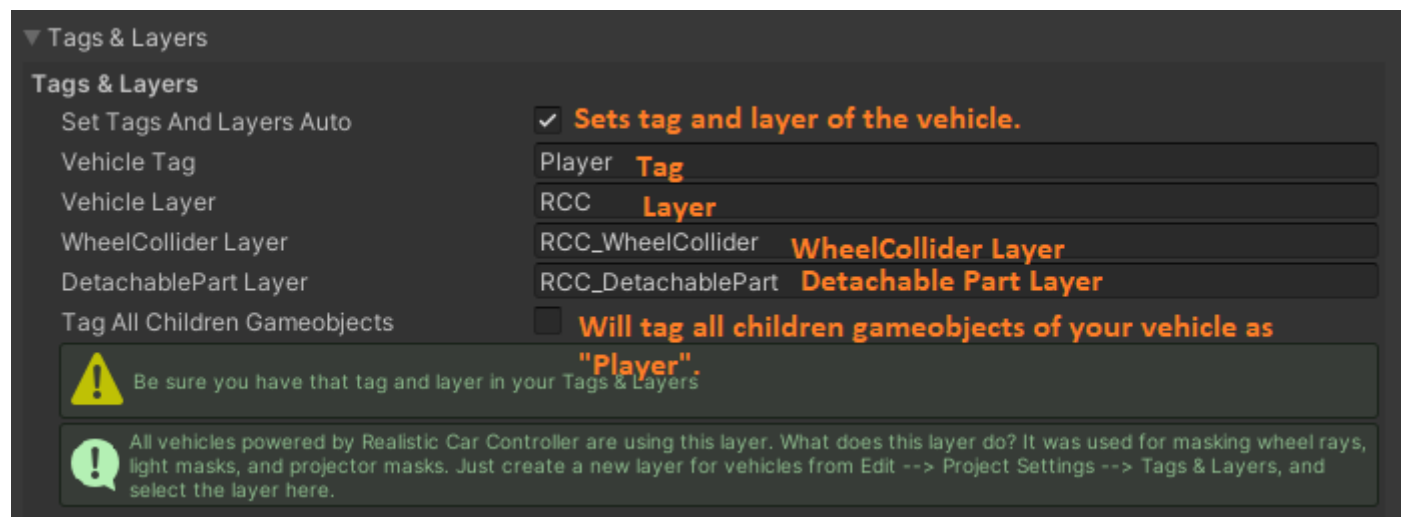 Tags & Layers
Tags & Layers
Set Tags And Layers Auto Sets tag and layer of the vehicle.
Vehicle Tag Player Tag
Vehicle Layer RCC Layer
WheelCollider Layer RCC_WheelCollider WheelCollider Layer
DetachablePart Layer RCC_DetachablePart Detachable Part Layer
Tag All Children Gameobjects Will tag all children gameobjects of your vehicle as
"Player".
Be sure you have that tag and layer in your Tags & Layers
All vehicles powered by Realistic Car Controller are using this layer. What does this layer do? It was used for masking wheel rays,
light masks, and projector masks. Just create a new layer for vehicles from Edit --> Project Settings --> Tags & Layers, and
select the layer here.